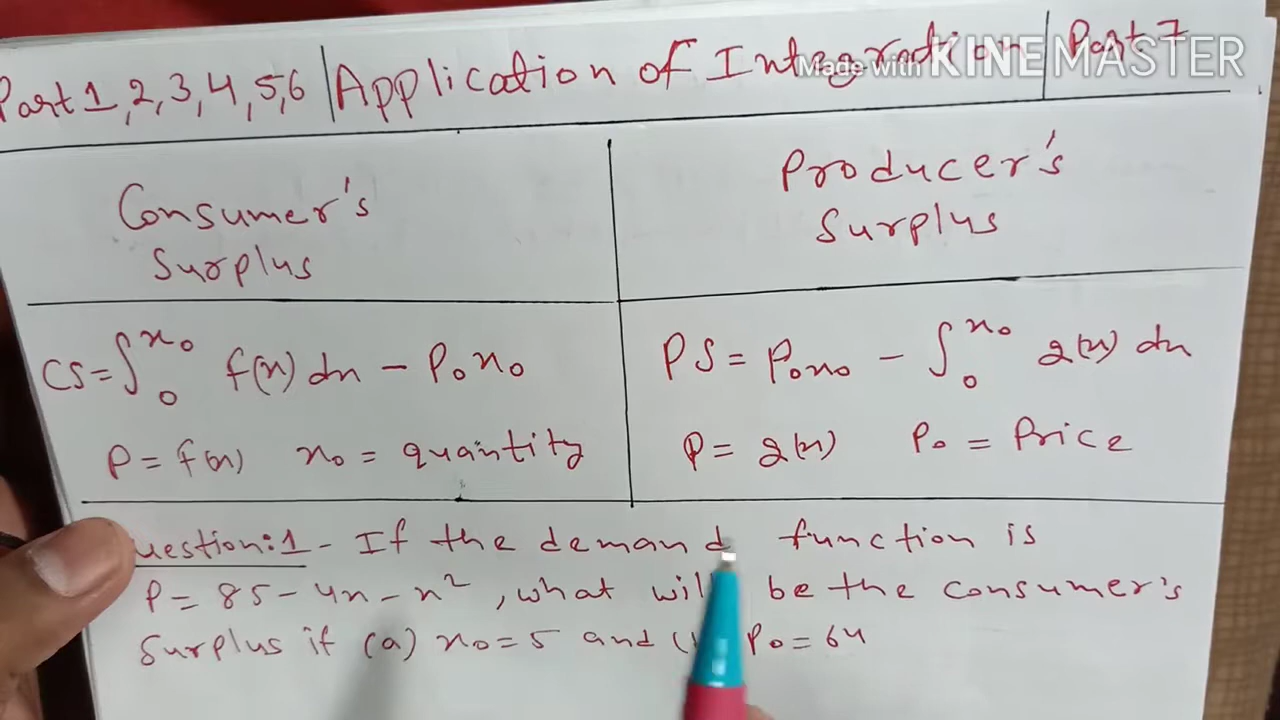 Part 1,2,3,4,5,6 | Application of Integration | Part 7
Made with KINEMASTER
Consumer's
Surplus
Producer's
Surplus
CS = ∫₀^x₀ f(x) dx - P₀x₀
P = f(x) x₀ = quantity
PS = P₀x₀ - ∫₀^x₀ g(x) dx
P = g(x) P₀ = Price
uestion:1 - If the demand function is
P = 85 - 4x - x², what will be the consumer's
Surplus if (a) x₀ = 5 and ( P₀ = 64